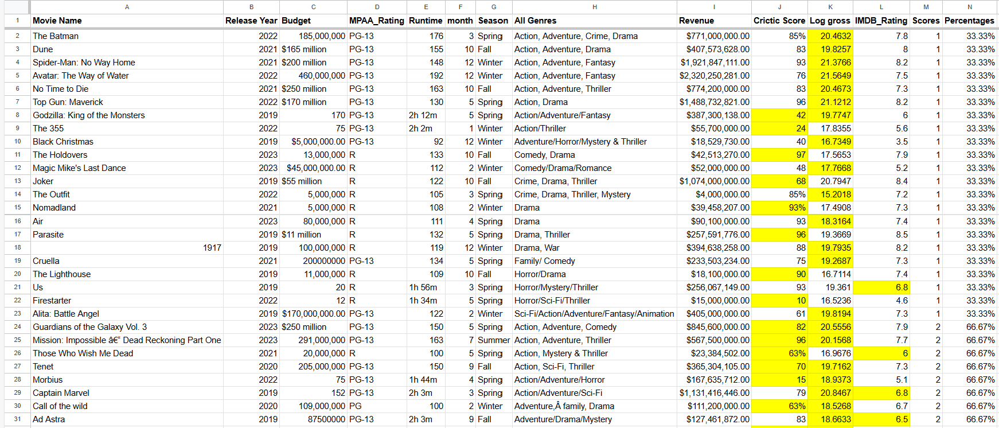 A B C D E F G H I J K L M N
1 Movie Name Release Year Budget MPAA_Rating Runtime month Season All Genres Revenue Crictic Score Log gross IMDB_Rating Scores Percentages
2 The Batman 2022 185,000,000 PG-13 176 3 Spring Action, Adventure, Crime, Drama $771,000,000.00 85% 20.4632 7.8 1 33.33%
3 Dune 2021 $165 million PG-13 155 10 Fall Action, Adventure, Drama $407,573,628.00 83 19.8257 8 1 33.33%
4 Spider-Man: No Way Home 2021 $200 million PG-13 148 12 Winter Action, Adventure, Fantasy $1,921,847,111.00 93 21.3766 8.2 1 33.33%
5 Avatar: The Way of Water 2022 460,000,000 PG-13 192 12 Winter Action, Adventure, Fantasy $2,320,250,281.00 76 21.5649 7.5 1 33.33%
6 No Time to Die 2021 $250 million PG-13 163 10 Fall Action, Adventure, Thriller $774,200,000.00 83 20.4673 7.3 1 33.33%
7 Top Gun: Maverick 2022 $170 million PG-13 130 5 Spring Action, Drama $1,488,732,821.00 96 21.1212 8.2 1 33.33%
8 Godzilla: King of the Monsters 2019 170 PG-13 2h 12m 5 Spring Action/Adventure/Fantasy $387,300,138.00 42 19.7747 6 1 33.33%
9 The 355 2022 75 PG-13 2h 2m 1 Winter Action/Thriller $55,700,000.00 24 17.8355 5.6 1 33.33%
10 Black Christmas 2019 $5,000,000.00 PG-13 92 12 Winter Adventure/Horror/Mystery & Thriller $18,529,730.00 40 16.7349 3.5 1 33.33%
11 The Holdovers 2023 13,000,000 R 133 10 Fall Comedy, Drama $42,513,270.00 97 17.5653 7.9 1 33.33%
12 Magic Mike's Last Dance 2023 $45,000,000.00 R 112 2 Winter Comedy/Drama/Romance $52,000,000.00 48 17.7668 5.2 1 33.33%
13 Joker 2019 $55 million R 122 10 Fall Crime, Drama, Thriller $1,074,000,000.00 68 20.7947 8.4 1 33.33%
14 The Outfit 2022 5,000,000 R 105 3 Spring Crime, Drama, Thriller, Mystery $4,000,000.00 85% 15.2018 7.2 1 33.33%
15 Nomadland 2021 5,000,000 R 108 2 Winter Drama $39,458,207.00 93% 17.4908 7.3 1 33.33%
16 Air 2023 80,000,000 R 111 4 Spring Drama $90,100,000.00 93 18.3164 7.4 1 33.33%
17 Parasite 2019 $11 million R 132 5 Spring Drama, Thriller $257,591,776.00 96 19.3669 8.5 1 33.33%
18 1917 2019 100,000,000 R 119 12 Winter Drama, War $394,638,258.00 88 19.7935 8.2 1 33.33%
19 Cruella 2021 200000000 PG-13 134 5 Spring Family/ Comedy $233,503,234.00 75 19.2687 7.3 1 33.33%
20 The Lighthouse 2019 11,000,000 R 109 10 Fall Horror/Drama $18,100,000.00 90 16.7114 7.4 1 33.33%
21 Us 2019 20 R 1h 56m 3 Spring Horror/Mystery/Thriller $256,067,149.00 93 19.361 6.8 1 33.33%
22 Firestarter 2022 12 R 1h 34m 5 Spring Horror/Sci-Fi/Thriller $15,000,000.00 10 16.5236 4.6 1 33.33%
23 Alita: Battle Angel 2019 $170,000,000.00 PG-13 122 2 Winter Sci-Fi/Action/Adventure/Fantasy/Animation $405,000,000.00 61 19.8194 7.3 1 33.33%
24 Guardians of the Galaxy Vol. 3 2023 $250 million PG-13 150 5 Spring Action, Adventure, Comedy $845,600,000.00 82 20.5556 7.9 2 66.67%
25 Mission: Impossible â€“ Dead Reckoning Part One 2023 291,000,000 PG-13 163 7 Summer Action, Adventure, Thriller $567,500,000.00 96 20.1568 7.7 2 66.67%
26 Those Who Wish Me Dead 2021 20,000,000 R 100 5 Spring Action, Mystery & Thriller $23,384,502.00 63% 16.9676 6 2 66.67%
27 Tenet 2020 205,000,000 PG-13 150 9 Fall Action, Sci-Fi, Thriller $365,304,105.00 70 19.7162 7.3 2 66.67%
28 Morbius 2022 75 PG-13 1h 44m 4 Spring Action/Adventure/Horror $167,635,712.00 15 18.9373 5.1 2 66.67%
29 Captain Marvel 2019 152 PG-13 2h 3m 3 Spring Action/Adventure/Sci-Fi $1,131,416,446.00 79 20.8467 6.8 2 66.67%
30 Call of the wild 2020 109,000,000 PG 100 2 Winter Adventure,Â family, Drama $111,200,000.00 63% 18.5268 6.7 2 66.67%
31 Ad Astra 2019 87500000 PG-13 2h 3m 9 Fall Adventure/Drama/Mystery $127,461,872.00 83 18.6633 6.5 2 66.67%